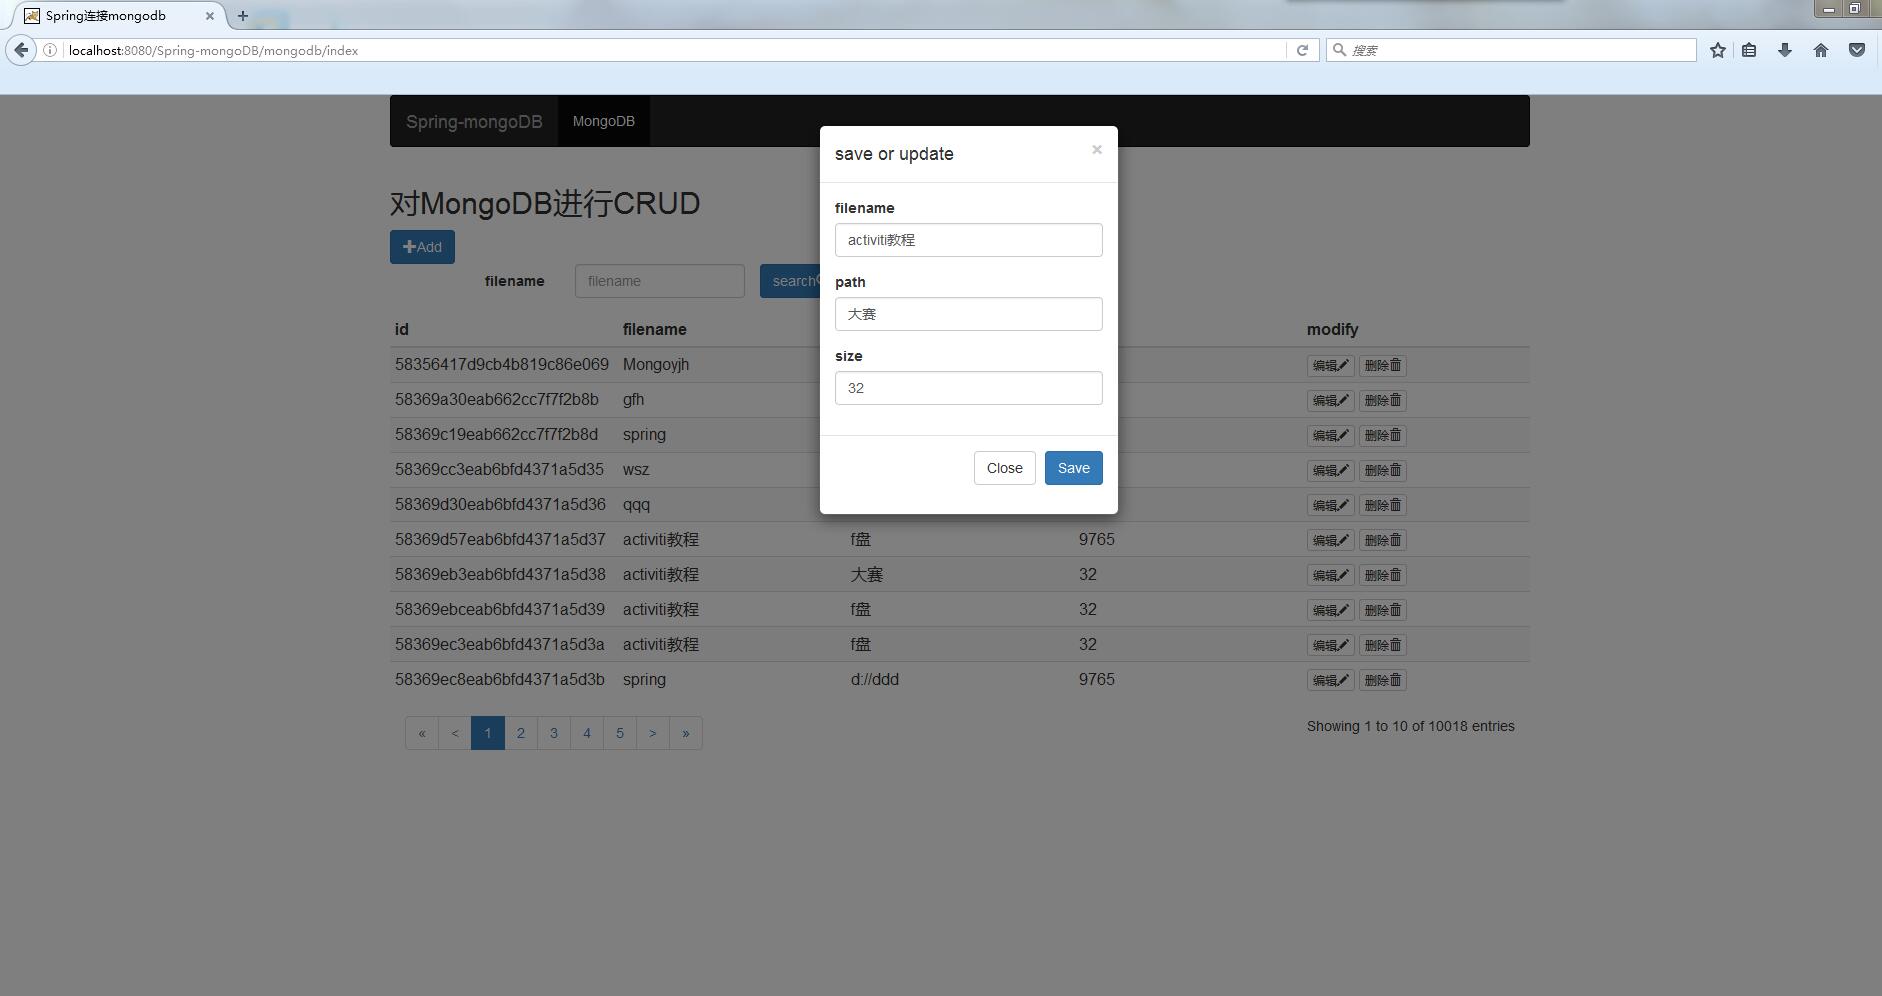 Spring连接mongodb
localhost:8080/Spring-mongoDB/mongodb/index
搜索
Spring-mongoDB MongoDB
对MongoDB进行CRUD
Add
filename filename search
id filename modify
58356417d9cb4b819c86e069 Mongoyjh 编辑 删除
58369a30eab662cc7f7f2b8b gfh 编辑 删除
58369c19eab662cc7f7f2b8d spring 编辑 删除
58369cc3eab6bfd4371a5d35 wsz 编辑 删除
58369d30eab6bfd4371a5d36 qqq 编辑 删除
58369d57eab6bfd4371a5d37 activiti教程 f盘 9765 编辑 删除
58369eb3eab6bfd4371a5d38 activiti教程 大赛 32 编辑 删除
58369ebceab6bfd4371a5d39 activiti教程 f盘 32 编辑 删除
58369ec3eab6bfd4371a5d3a activiti教程 f盘 32 编辑 删除
58369ec8eab6bfd4371a5d3b spring d://ddd 9765 编辑 删除
« < 1 2 3 4 5 > »
Showing 1 to 10 of 10018 entries
save or update ×
filename
activiti教程
path
大赛
size
32
Close Save